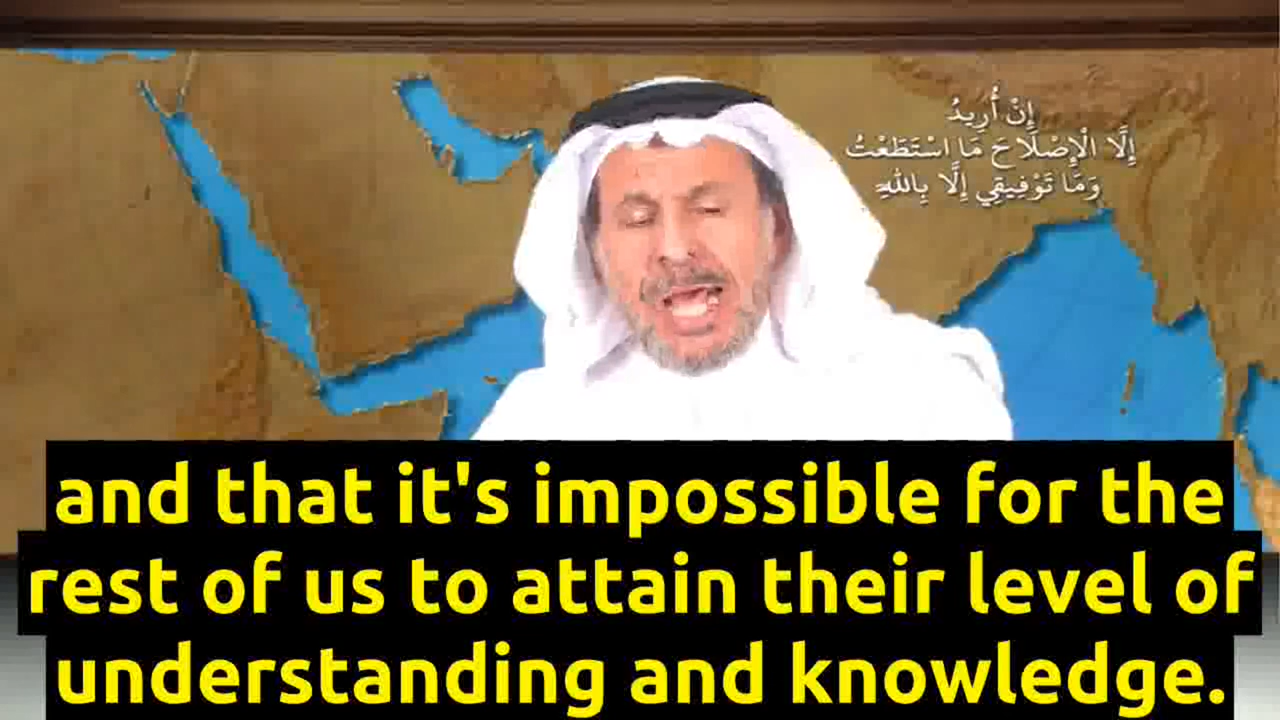 إِنْ أُرِيدُ
إِلَّا الْإِصْلَاحَ مَا اسْتَطَعْتُ
وَمَا تَوْفِيقِي إِلَّا بِاللَّهِ
and that it's impossible for the
rest of us to attain their level of
understanding and knowledge.